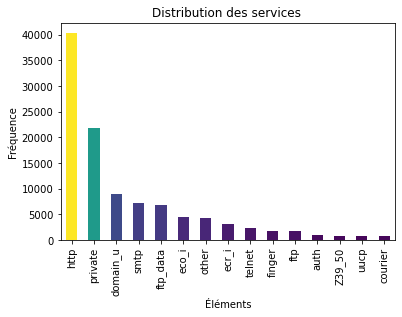 Distribution des services
Fréquence
40000
35000
30000
25000
20000
15000
10000
5000
0
http
private
domain_u
smtp
ftp_data
eco_i
other
ecr_i
telnet
finger
ftp
auth
Z39_50
uucp
courier
Éléments